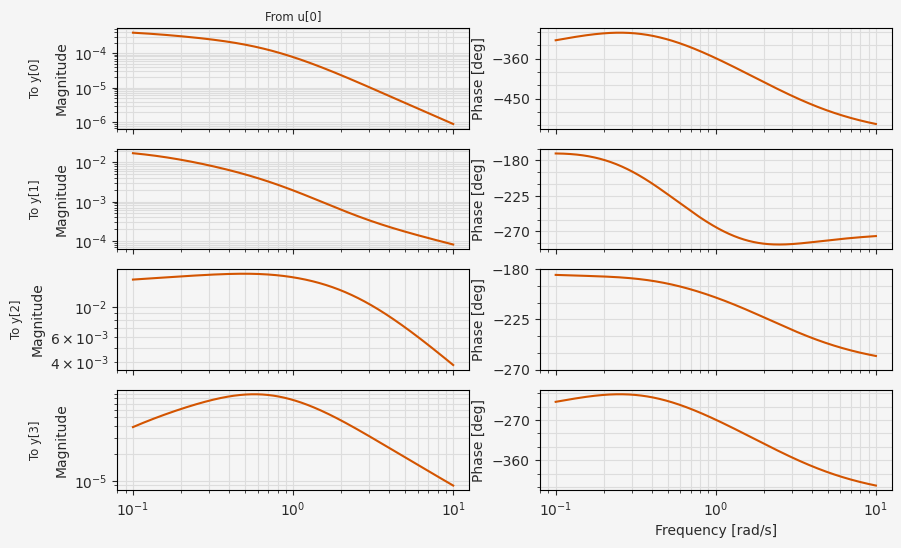 From u[0]
To y[0]
Magnitude
10⁻⁴
10⁻⁵
10⁻⁶
Phase [deg]
−360
−450
To y[1]
Magnitude
10⁻²
10⁻³
10⁻⁴
Phase [deg]
−180
−225
−270
To y[2]
Magnitude
10⁻²
6 × 10⁻³
4 × 10⁻³
Phase [deg]
−180
−225
−270
To y[3]
Magnitude
10⁻⁵
Phase [deg]
−270
−360
10⁻¹ 10⁰ 10¹
10⁻¹ 10⁰ 10¹
Frequency [rad/s]